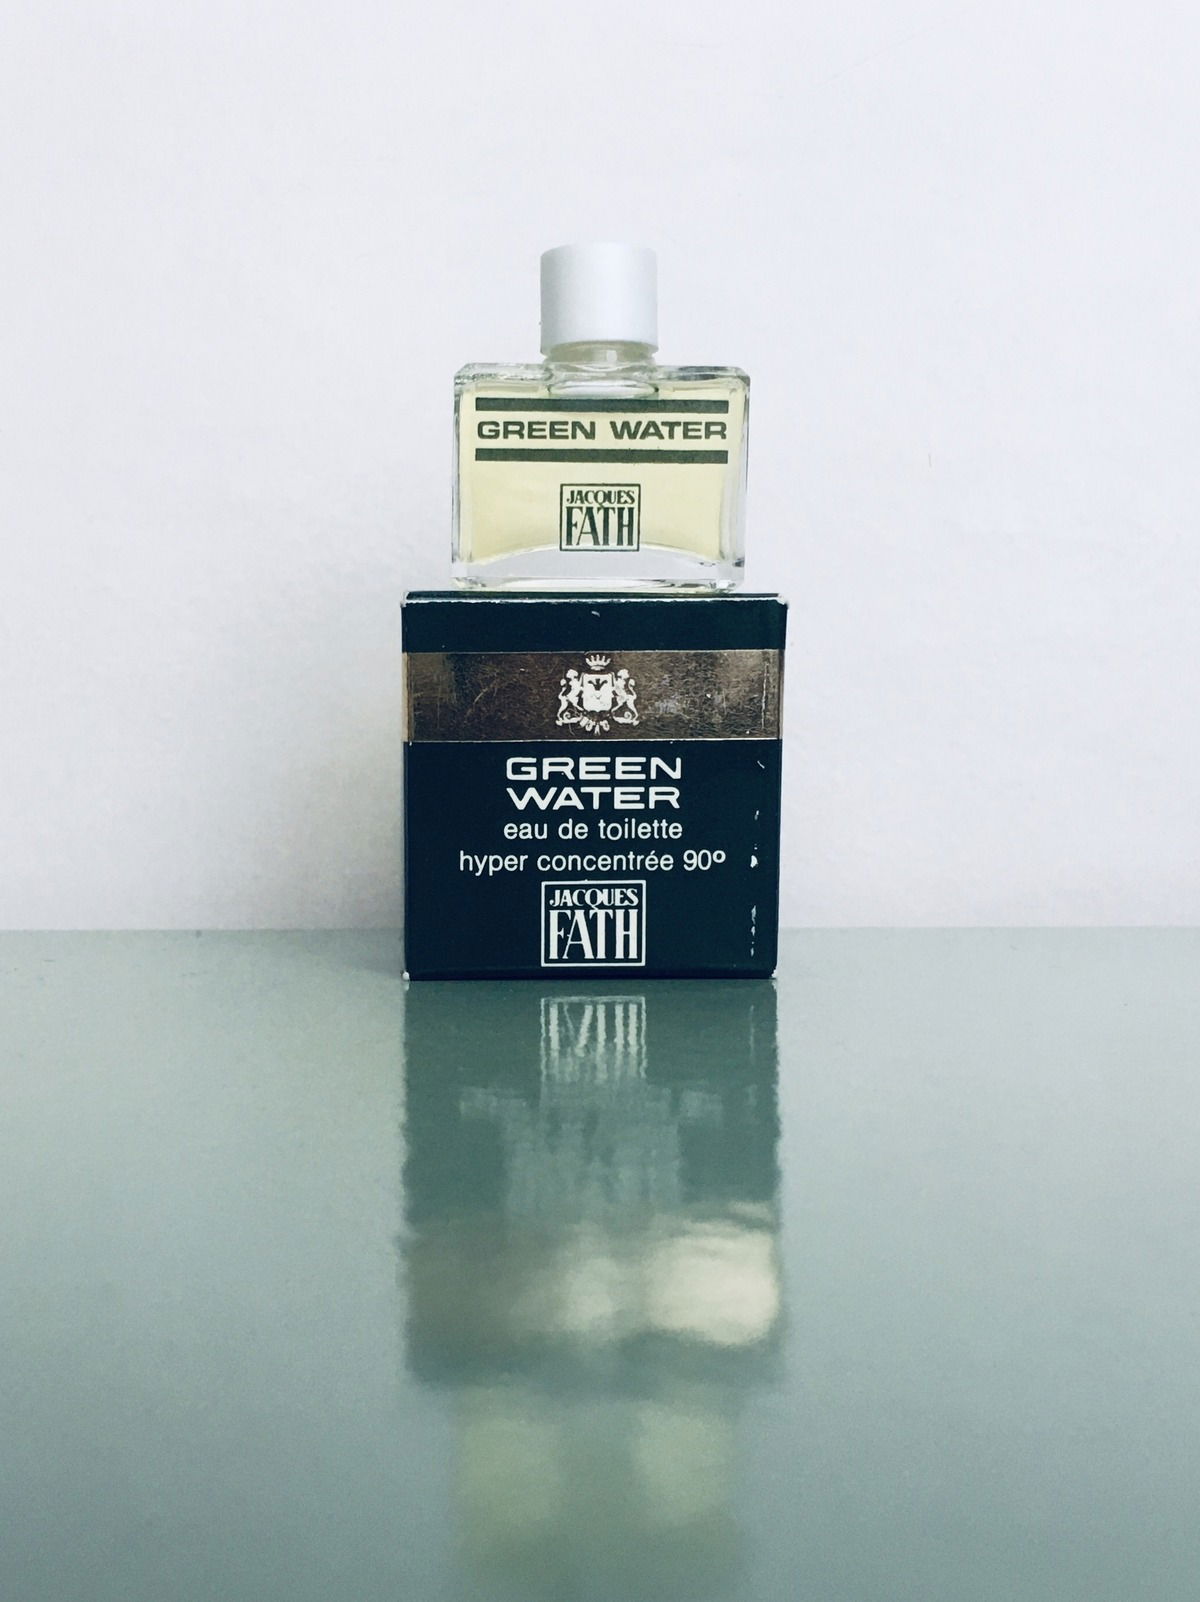 GREEN WATER
JACQUES
FATH
GREEN
WATER
eau de toilette
hyper concentrée 90º
JACQUES
FATH